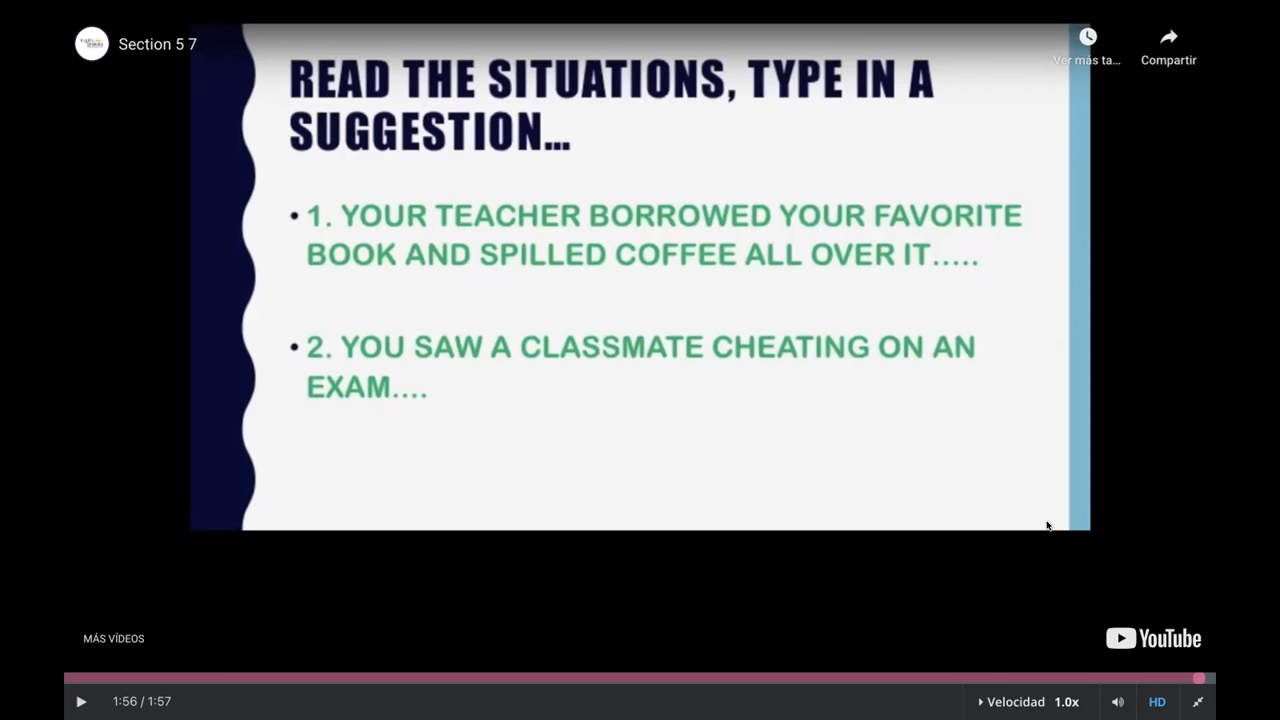 Section 5 7
Ver más ta...
Compartir
READ THE SITUATIONS, TYPE IN A
SUGGESTION...
• 1. YOUR TEACHER BORROWED YOUR FAVORITE
BOOK AND SPILLED COFFEE ALL OVER IT.....
• 2. YOU SAW A CLASSMATE CHEATING ON AN
EXAM....
MÁS VÍDEOS
YouTube
1:56 / 1:57
Velocidad 1.0x
HD